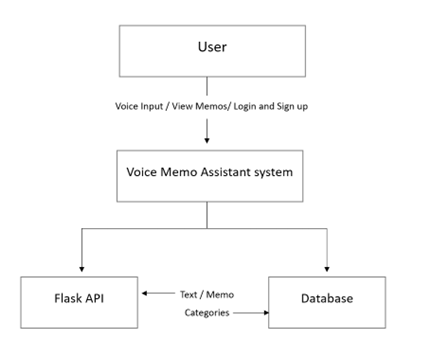 User
Voice Input / View Memos/ Login and Sign up
Voice Memo Assistant system
Flask API
Text / Memo
Categories
Database